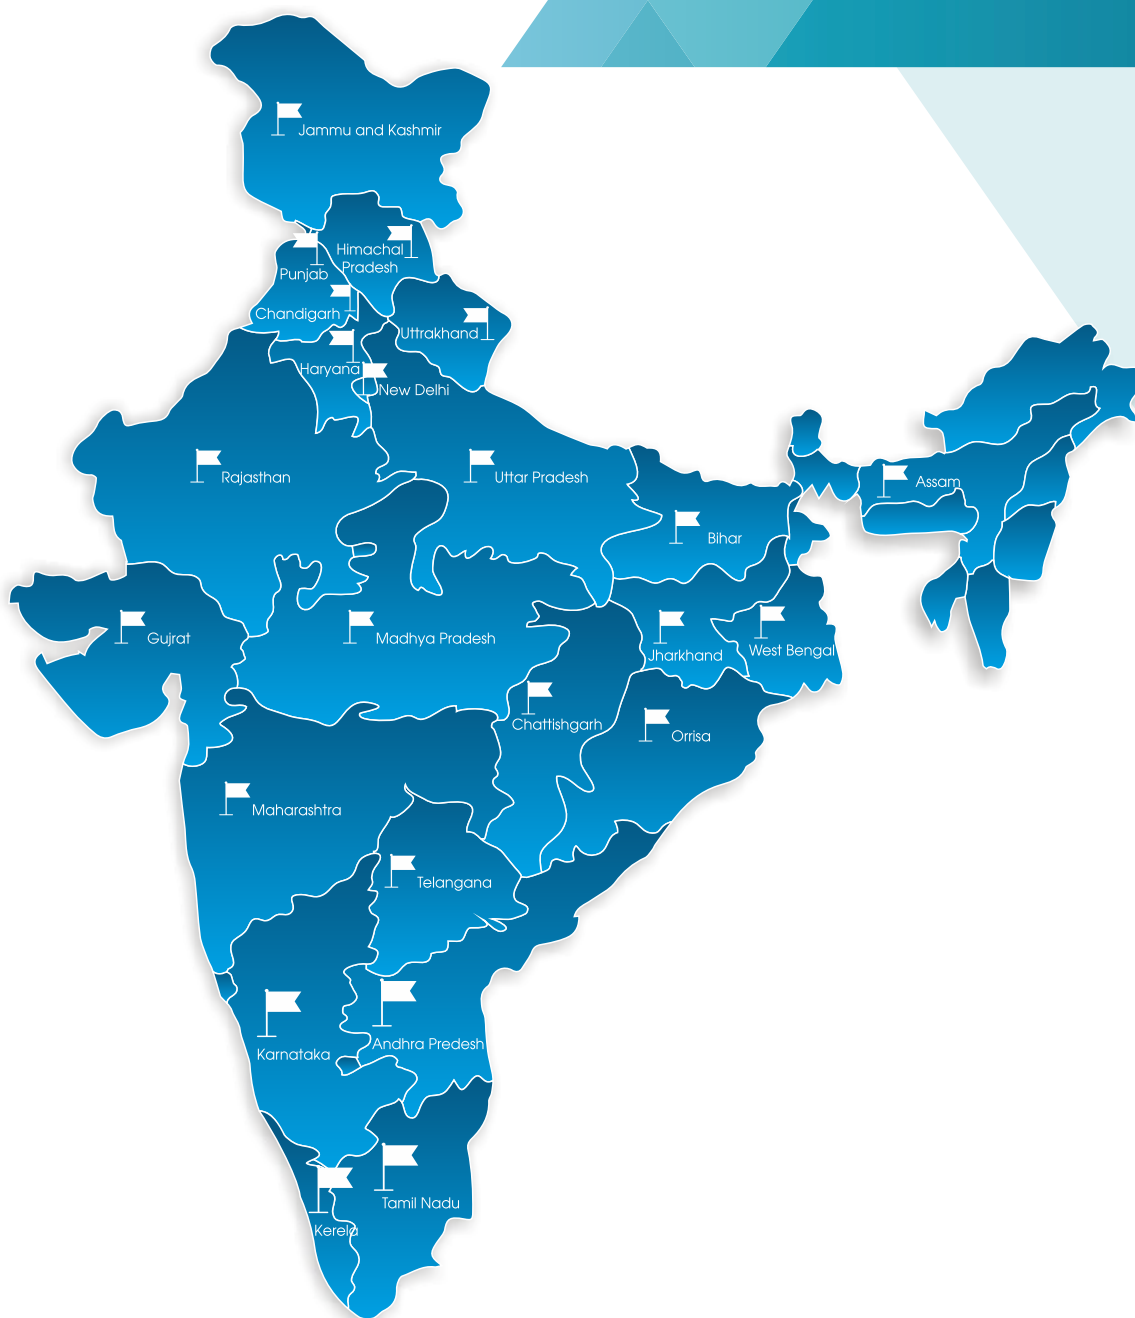 Jammu and Kashmir
Himachal
Pradesh
Punjab
Chandigarh
Uttrakhand
Haryana
New Delhi
Rajasthan
Uttar Pradesh
Assam
Bihar
Gujrat
Madhya Pradesh
Jharkhand
West Bengal
Chattishgarh
Orrisa
Maharashtra
Telangana
Andhra Predesh
Karnataka
Tamil Nadu
Kerela